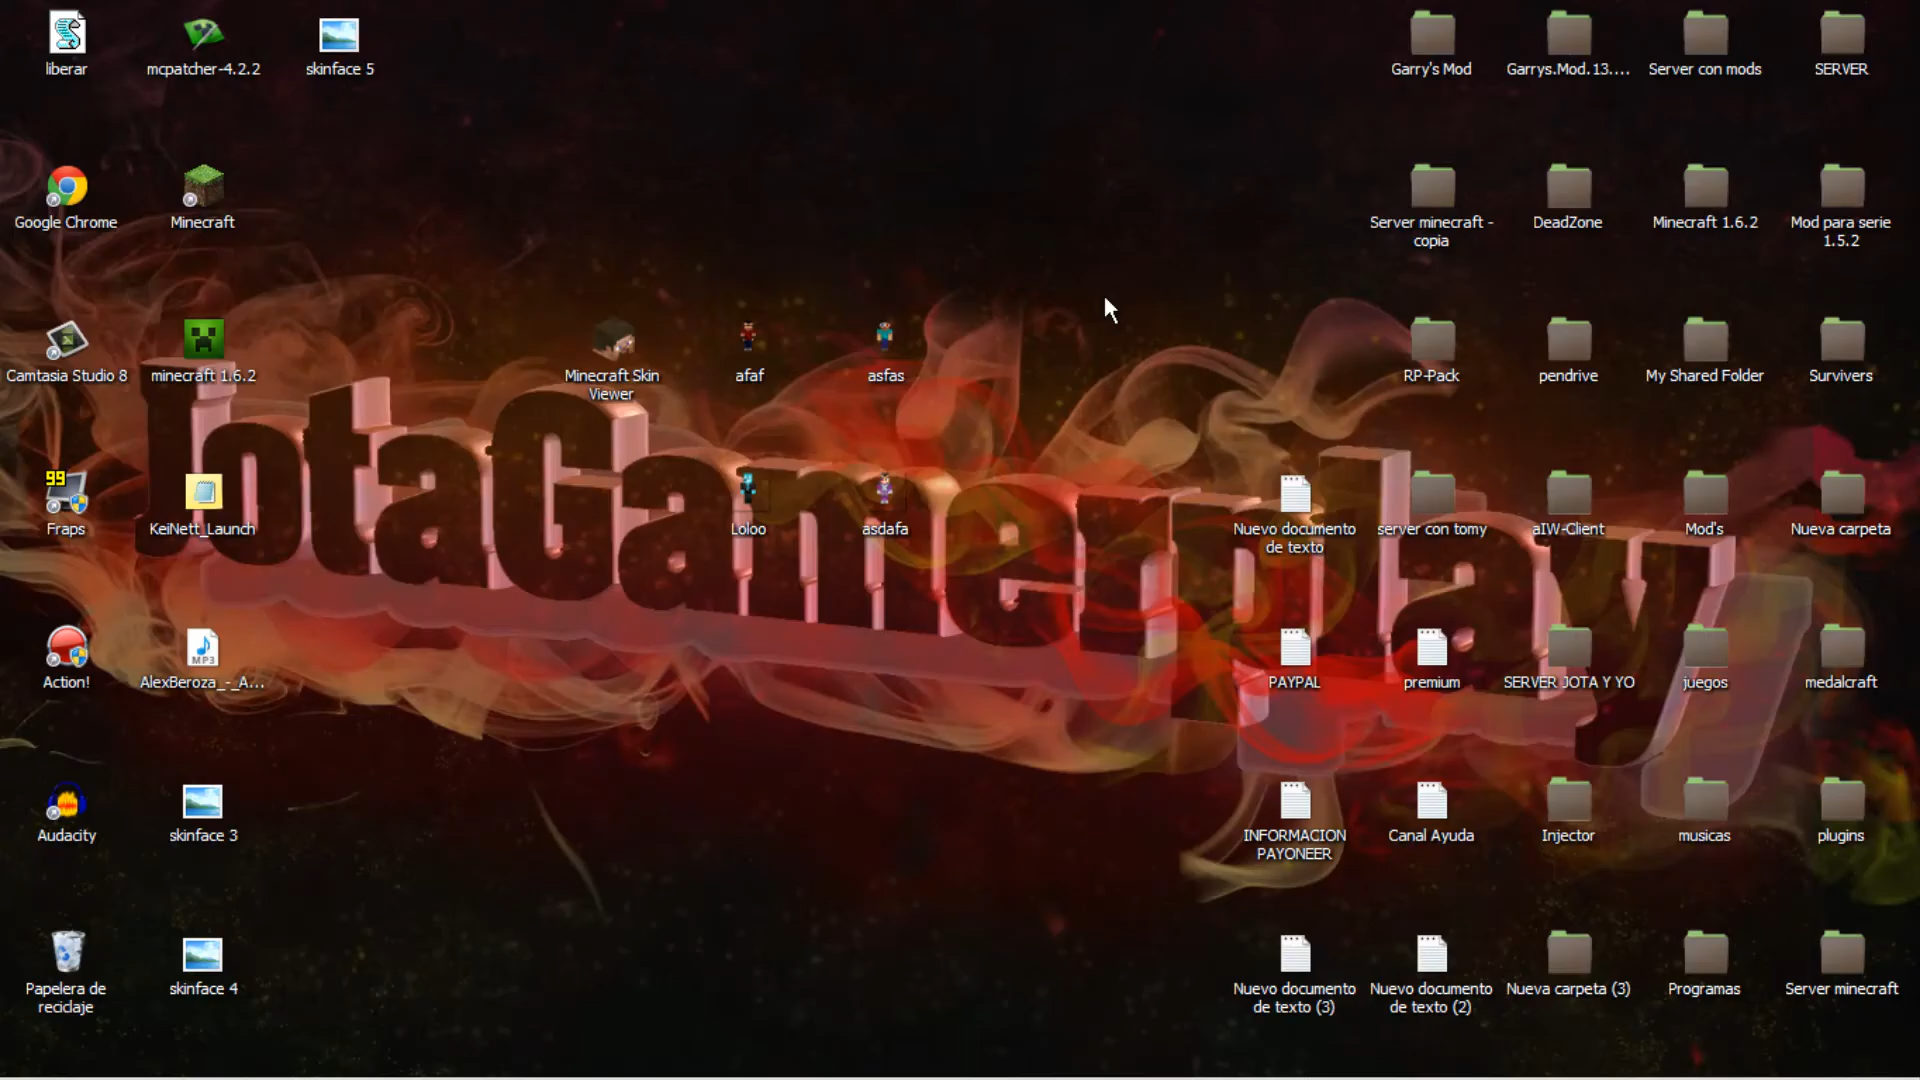 liberar
mcpatcher-4.2.2
skinface 5
Garry's Mod
Garrys.Mod.13....
Server con mods
SERVER
Google Chrome
Minecraft
Server minecraft -
copia
DeadZone
Minecraft 1.6.2
Mod para serie
1.5.2
Camtasia Studio 8
minecraft 1.6.2
Minecraft Skin
Viewer
afaf
asfas
RP-Pack
pendrive
My Shared Folder
Survivers
JotaGamerplay
99
Fraps
KeiNett_Launch
Loloo
asdafa
Nuevo documento
de texto
server con tomy
aIW-Client
Mod's
Nueva carpeta
Action!
MP3
AlexBeroza_-_A...
PAYPAL
premium
SERVER JOTA Y YO
juegos
medalcraft
Audacity
skinface 3
INFORMACION
PAYONEER
Canal Ayuda
Injector
musicas
plugins
Papelera de
reciclaje
skinface 4
Nuevo documento
de texto (3)
Nuevo documento
de texto (2)
Nueva carpeta (3)
Programas
Server minecraft